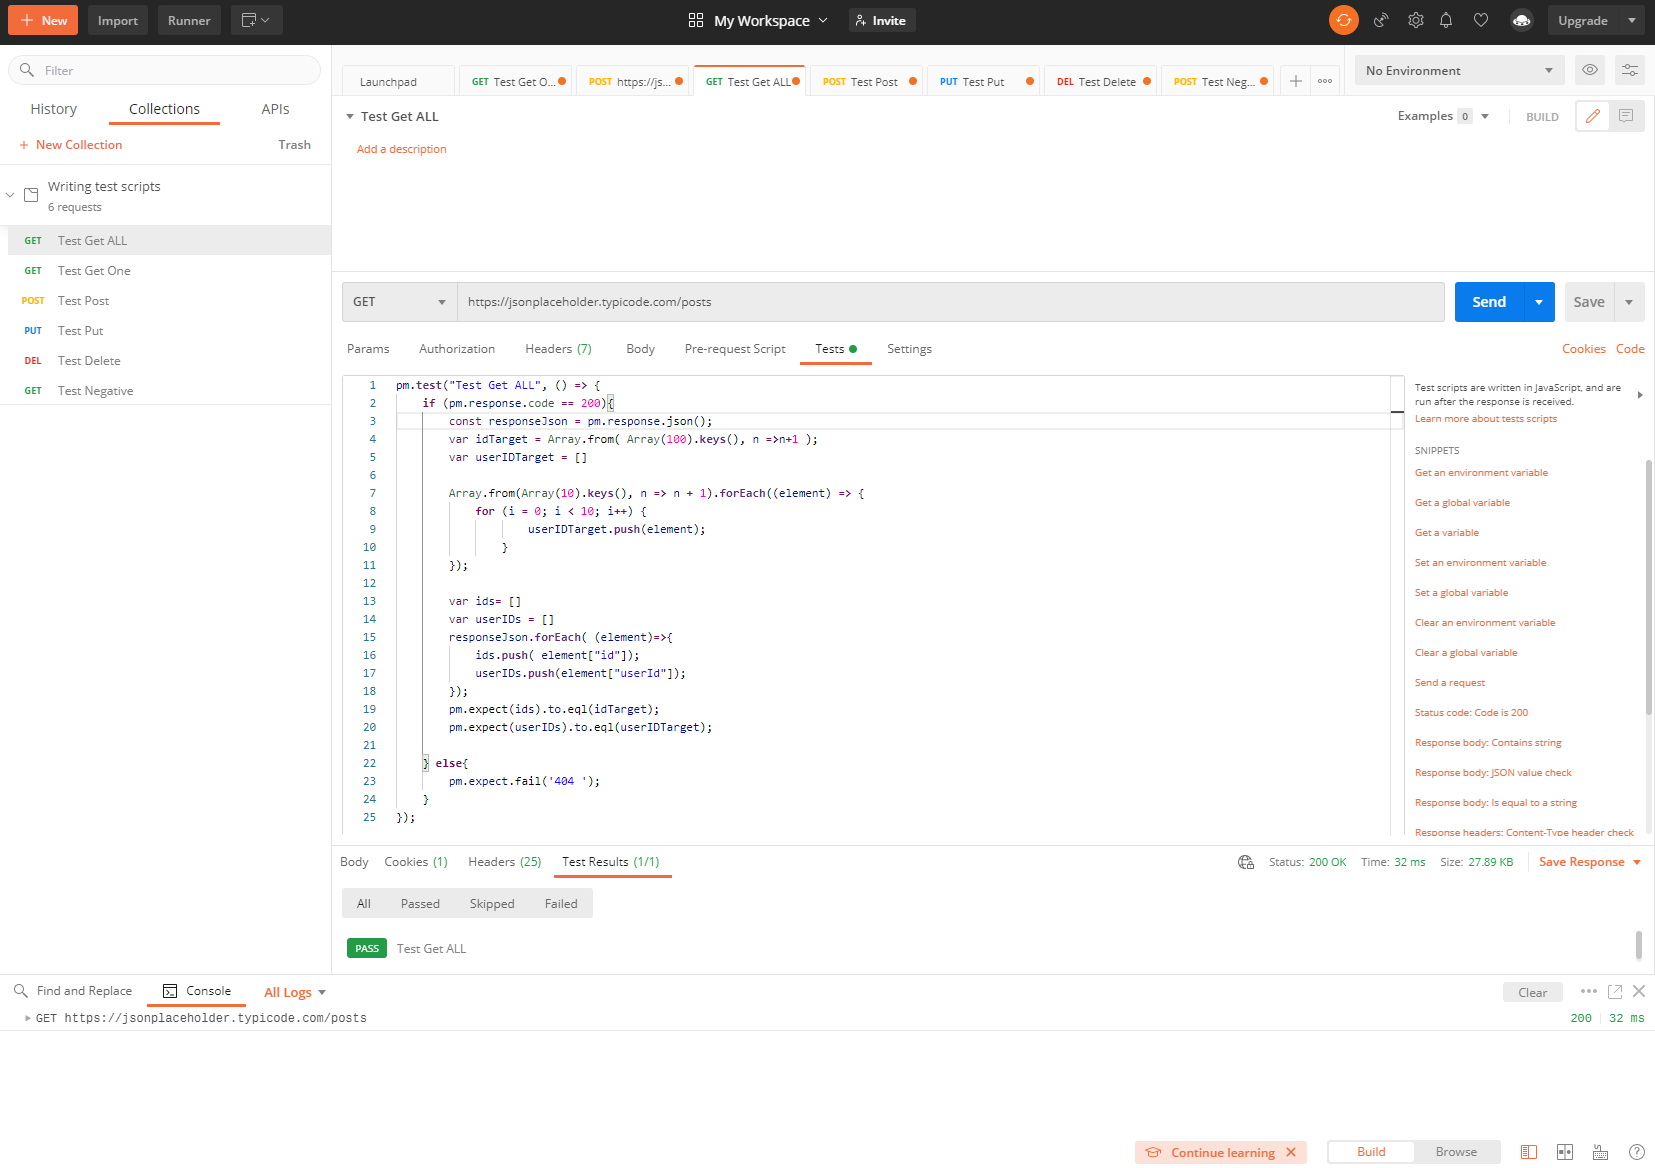 New
Import
Runner
My Workspace
Invite
Upgrade
Filter
History
Collections
APIs
+ New Collection
Trash
Writing test scripts
6 requests
GET Test Get ALL
GET Test Get One
POST Test Post
PUT Test Put
DEL Test Delete
GET Test Negative
Launchpad
GET Test Get O...
POST https://js...
GET Test Get ALL
POST Test Post
PUT Test Put
DEL Test Delete
POST Test Neg...
No Environment
Test Get ALL
Examples 0
BUILD
Add a description
GET
https://jsonplaceholder.typicode.com/posts
Send
Save
Params
Authorization
Headers (7)
Body
Pre-request Script
Tests
Settings
Cookies
Code
1 pm.test("Test Get ALL", () => {
2 if (pm.response.code == 200){
3 const responseJson = pm.response.json();
4 var idTarget = Array.from( Array(100).keys(), n =>n+1 );
5 var userIDTarget = []
6
7 Array.from(Array(10).keys(), n => n + 1).forEach((element) => {
8 for (i = 0; i < 10; i++) {
9 userIDTarget.push(element);
10 }
11 });
12
13 var ids= []
14 var userIDs = []
15 responseJson.forEach( (element)=>{
16 ids.push( element["id"]);
17 userIDs.push(element["userId"]);
18 });
19 pm.expect(ids).to.eql(idTarget);
20 pm.expect(userIDs).to.eql(userIDTarget);
21
22 } else{
23 pm.expect.fail('404 ');
24 }
25 });
Test scripts are written in JavaScript, and are
run after the response is received.
Learn more about tests scripts
SNIPPETS
Get an environment variable
Get a global variable
Get a variable
Set an environment variable
Set a global variable
Clear an environment variable
Clear a global variable
Send a request
Status code: Code is 200
Response body: Contains string
Response body: JSON value check
Response body: Is equal to a string
Response headers: Content-Type header check
Body
Cookies (1)
Headers (25)
Test Results (1/1)
Status: 200 OK
Time: 32 ms
Size: 27.89 KB
Save Response
All
Passed
Skipped
Failed
PASS Test Get ALL
Find and Replace
Console
All Logs
Clear
GET https://jsonplaceholder.typicode.com/posts
200
32 ms
Continue learning
Build
Browse